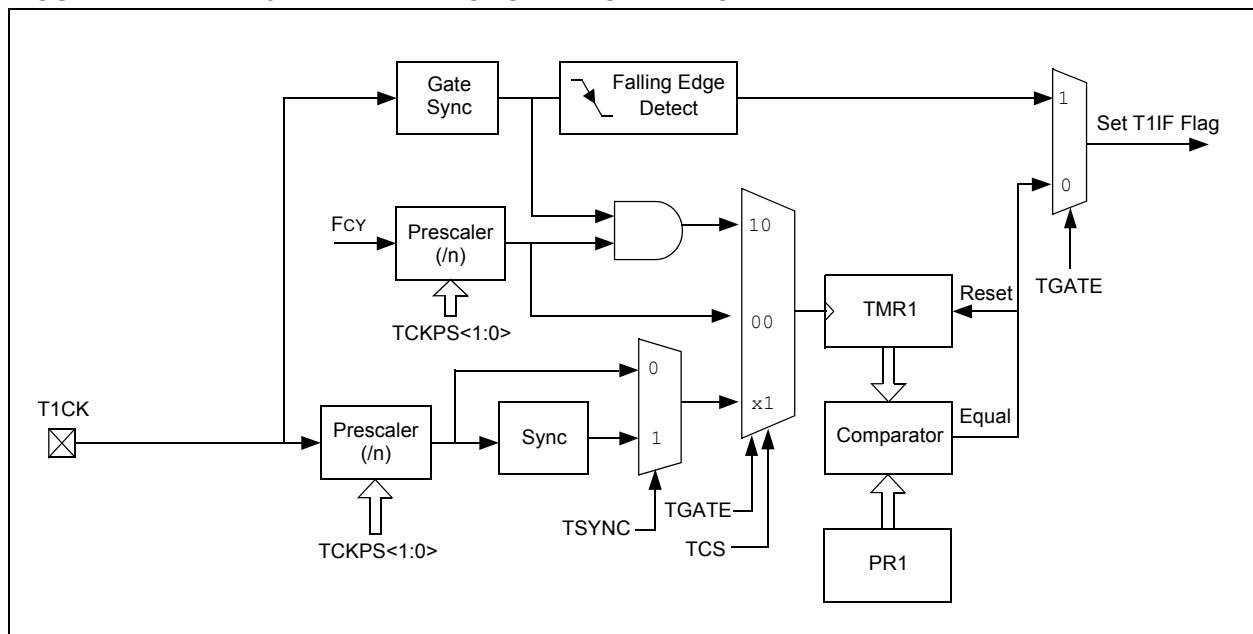 Gate
Sync
Falling Edge
Detect
1
Set T1IF Flag
0
FCY
Prescaler
(/n)
10
TGATE
TCKPS<1:0>
00
TMR1
Reset
T1CK
Prescaler
(/n)
Sync
0
1
x1
Comparator
Equal
TGATE
TSYNC
TCS
TCKPS<1:0>
PR1